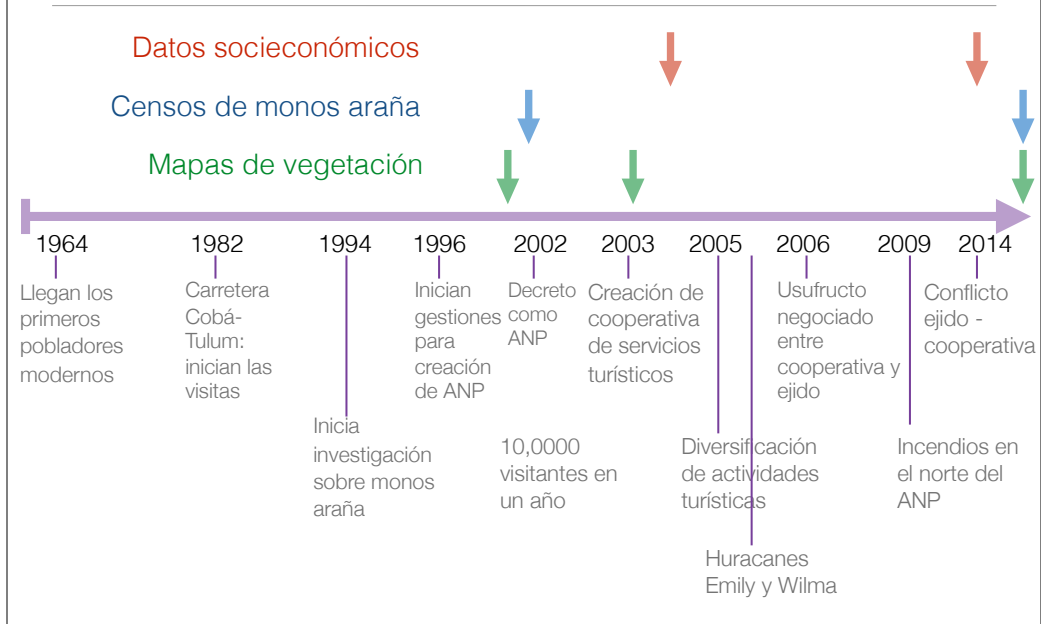 Datos socieconómicos
Censos de monos araña
Mapas de vegetación
1964
1982
1994
1996
2002
2003
2005
2006
2009
2014
Llegan los
primeros
pobladores
modernos
Carretera
Cobá-
Tulum:
inician las
visitas
Inicia
investigación
sobre monos
araña
Inician
gestiones
para
creación
de ANP
Decreto
como
ANP
10,0000
visitantes en
un año
Creación de
cooperativa
de servicios
turísticos
Diversificación
de actividades
turísticas
Huracanes
Emily y Wilma
Usufructo
negociado
entre
cooperativa y
ejido
Incendios en
el norte del
ANP
Conflicto
ejido -
cooperativa